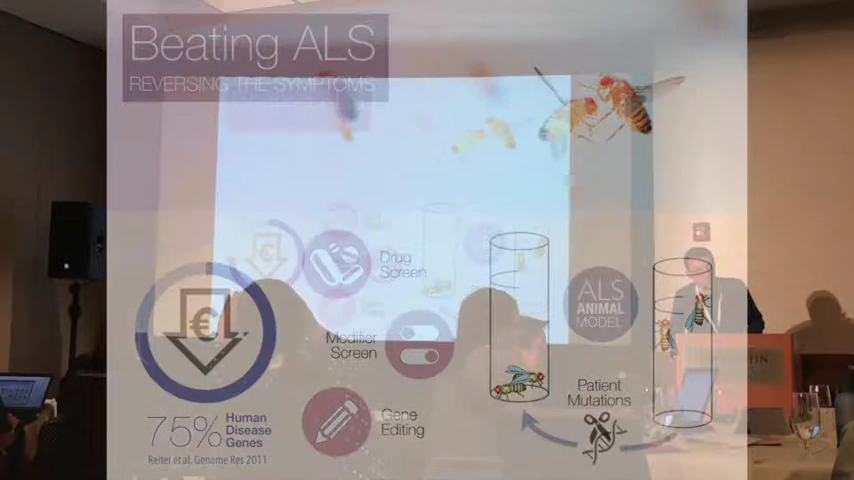 Beating ALS
REVERSING THE SYMPTOMS
Drug
Screen
ALS
ANIMAL
MODEL
Modifier
Screen
Patient
Mutations
Gene
Editing
75%
Human
Disease
Genes
Reiter et al. Genome Res 2011